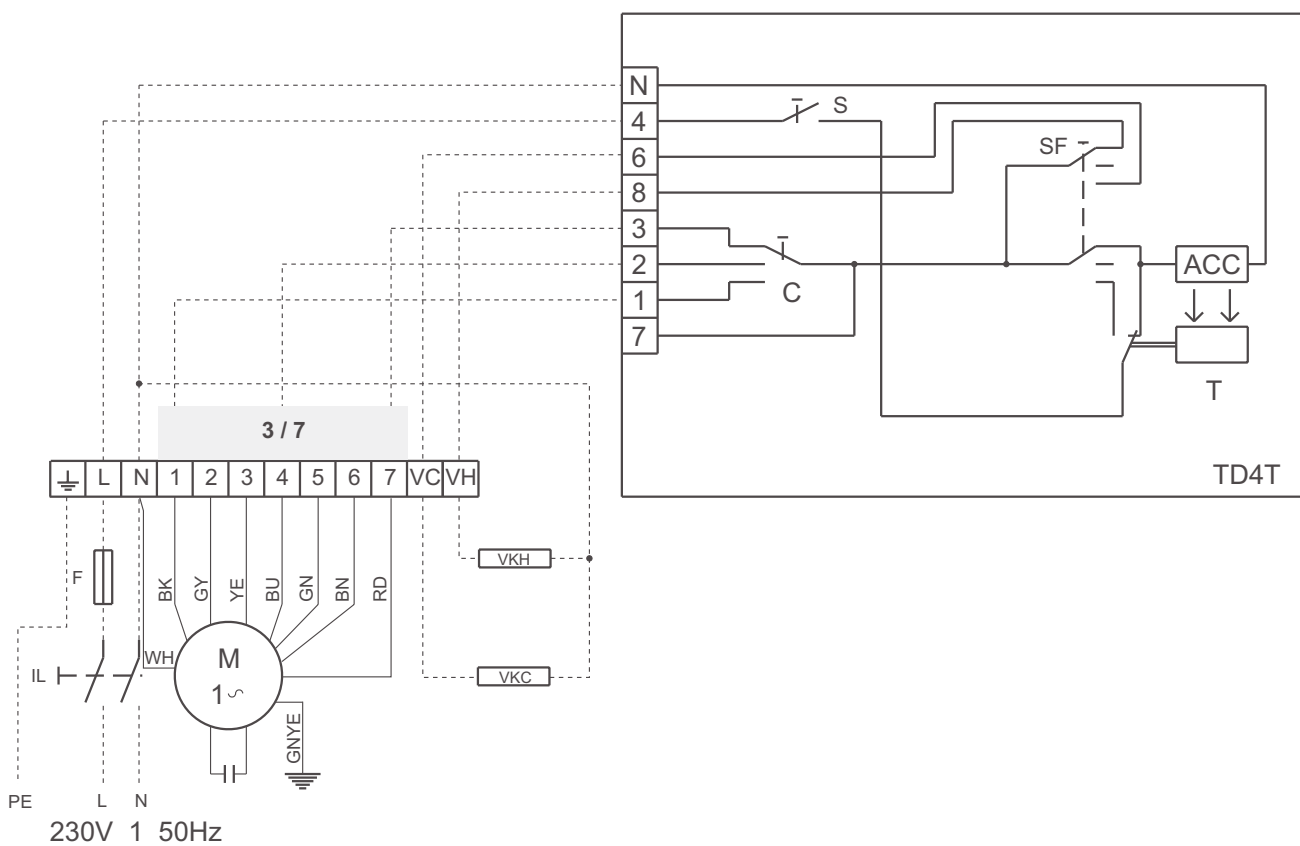 N
4
S
6
SF
8
3
2
ACC
C
1
7
T
3 / 7
L N 1 2 3 4 5 6 7 VC VH
TD4T
VKH
F
BK
GY
YE
BU
GN
BN
RD
WH
M
1~
IL
VKC
GNYE
PE
L N
230V 1 50Hz